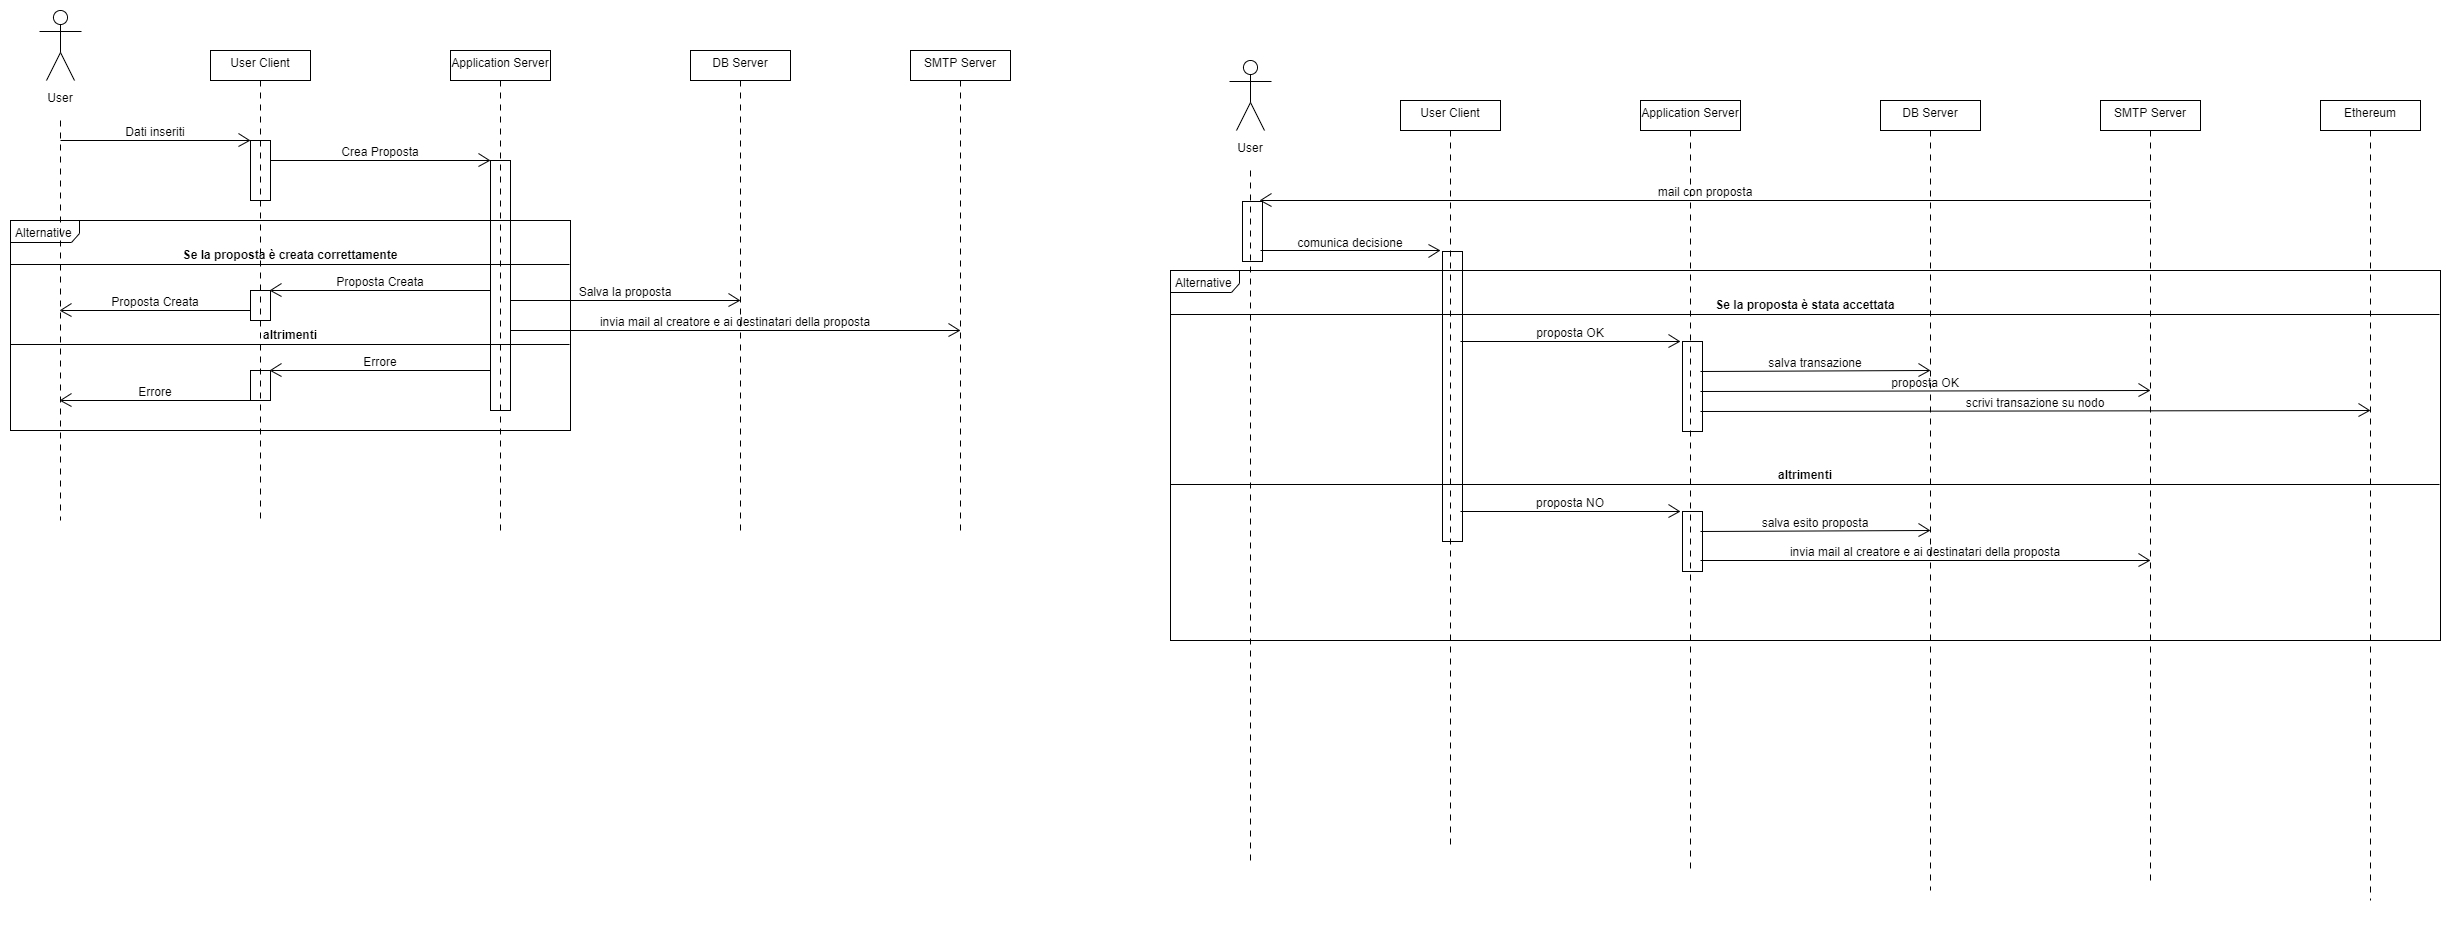 User
User Client
Application Server
DB Server
SMTP Server
Dati inseriti
Crea Proposta
Alternative
Se la proposta è creata correttamente
Proposta Creata
Salva la proposta
Proposta Creata
invia mail al creatore e ai destinatari della proposta
altrimenti
Errore
Errore
User
User Client
Application Server
DB Server
SMTP Server
Ethereum
mail con proposta
comunica decisione
Alternative
Se la proposta è stata accettata
proposta OK
salva transazione
proposta OK
scrivi transazione su nodo
altrimenti
proposta NO
salva esito proposta
invia mail al creatore e ai destinatari della proposta